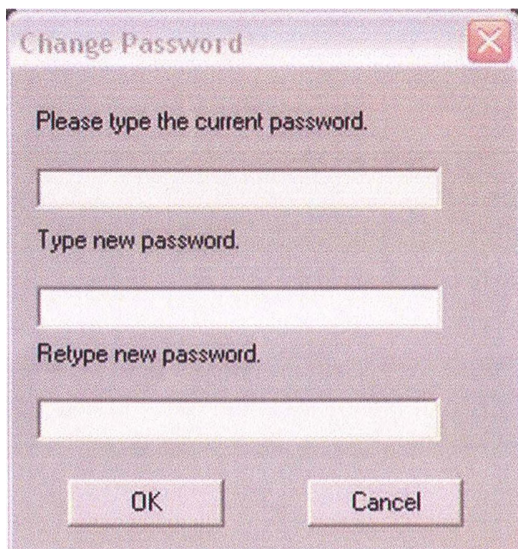 Change Password
Please type the current password.
Type new password.
Retype new password.
OK Cancel